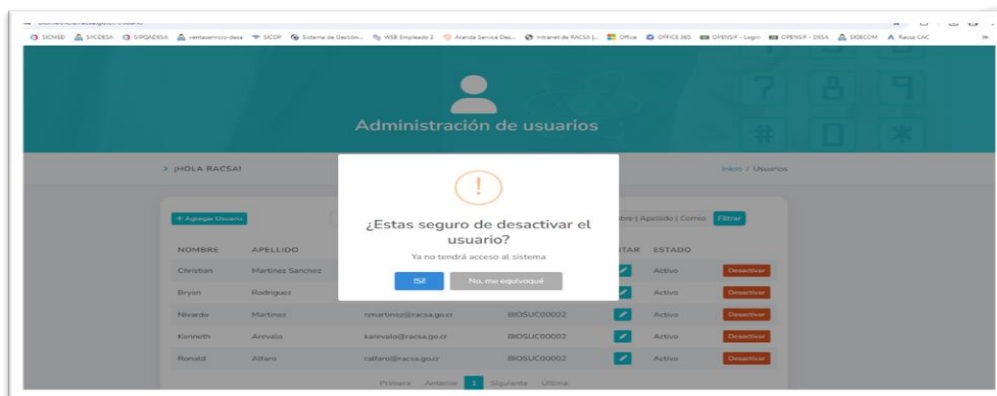 SICMED SICDESA SIPQADESA ventaservicio-desa SICOP Sistema de Gestión... WEB Empleado 2 Aranda Service Des... Intranet de RACSA |... Office OFFICE 365 OPENSIF - Login OPENSIF - DESA SIGECOM Racsa CAC
7 8 9
Administración de usuarios
# 0 *
> ¡HOLA RACSA!
Inicio / Usuarios
!
+ Agregar Usuario
| Apellido | Correo Filtrar
¿Estas seguro de desactivar el
usuario?
Ya no tendrá acceso al sistema
NOMBRE APELLIDO ESTADO
¡Sí! No, me equivoqué
Christian Martinez Sanchez Activo Desactivar
Bryan Rodriguez Activo Desactivar
Nivardo Martinez nmartinez@racsa.go.cr BIOSUC00002 Activo Desactivar
Kenneth Arevalo karevalo@racsa.go.cr BIOSUC00002 Activo Desactivar
Ronald Alfaro ralfaro@racsa.go.cr BIOSUC00002 Activo Desactivar
Primera Anterior 1 Siguiente Última